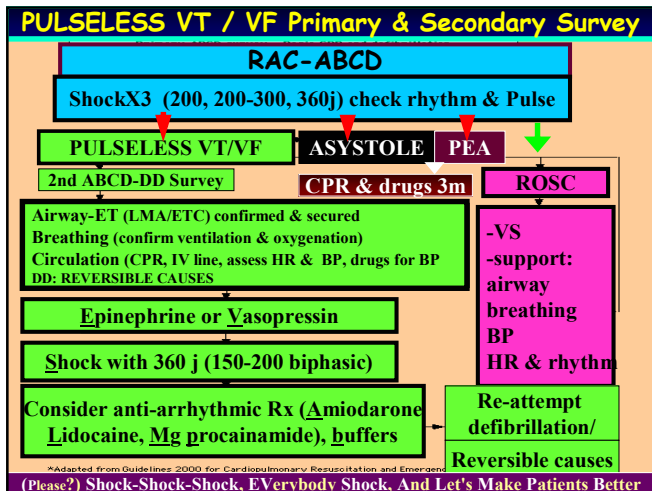 PULSELESS VT / VF Primary & Secondary Survey
RAC-ABCD
ShockX3 (200, 200-300, 360j) check rhythm & Pulse
PULSELESS VT/VF
ASYSTOLE
PEA
2nd ABCD-DD Survey
CPR & drugs 3m
ROSC
Airway-ET (LMA/ETC) confirmed & secured
Breathing (confirm ventilation & oxygenation)
Circulation (CPR, IV line, assess HR & BP, drugs for BP
DD: REVERSIBLE CAUSES
-VS
-support:
airway
breathing
BP
HR & rhythm
Epinephrine or Vasopressin
Shock with 360 j (150-200 biphasic)
Consider anti-arrhythmic Rx (Amiodarone
Lidocaine, Mg procainamide), buffers
Re-attempt
defibrillation/
Reversible causes
*Adapted from Guidelines 2000 for Cardiopulmonary Resuscitation and Emergenc
(Please?) Shock-Shock-Shock, EVerybody Shock, And Let's Make Patients Better